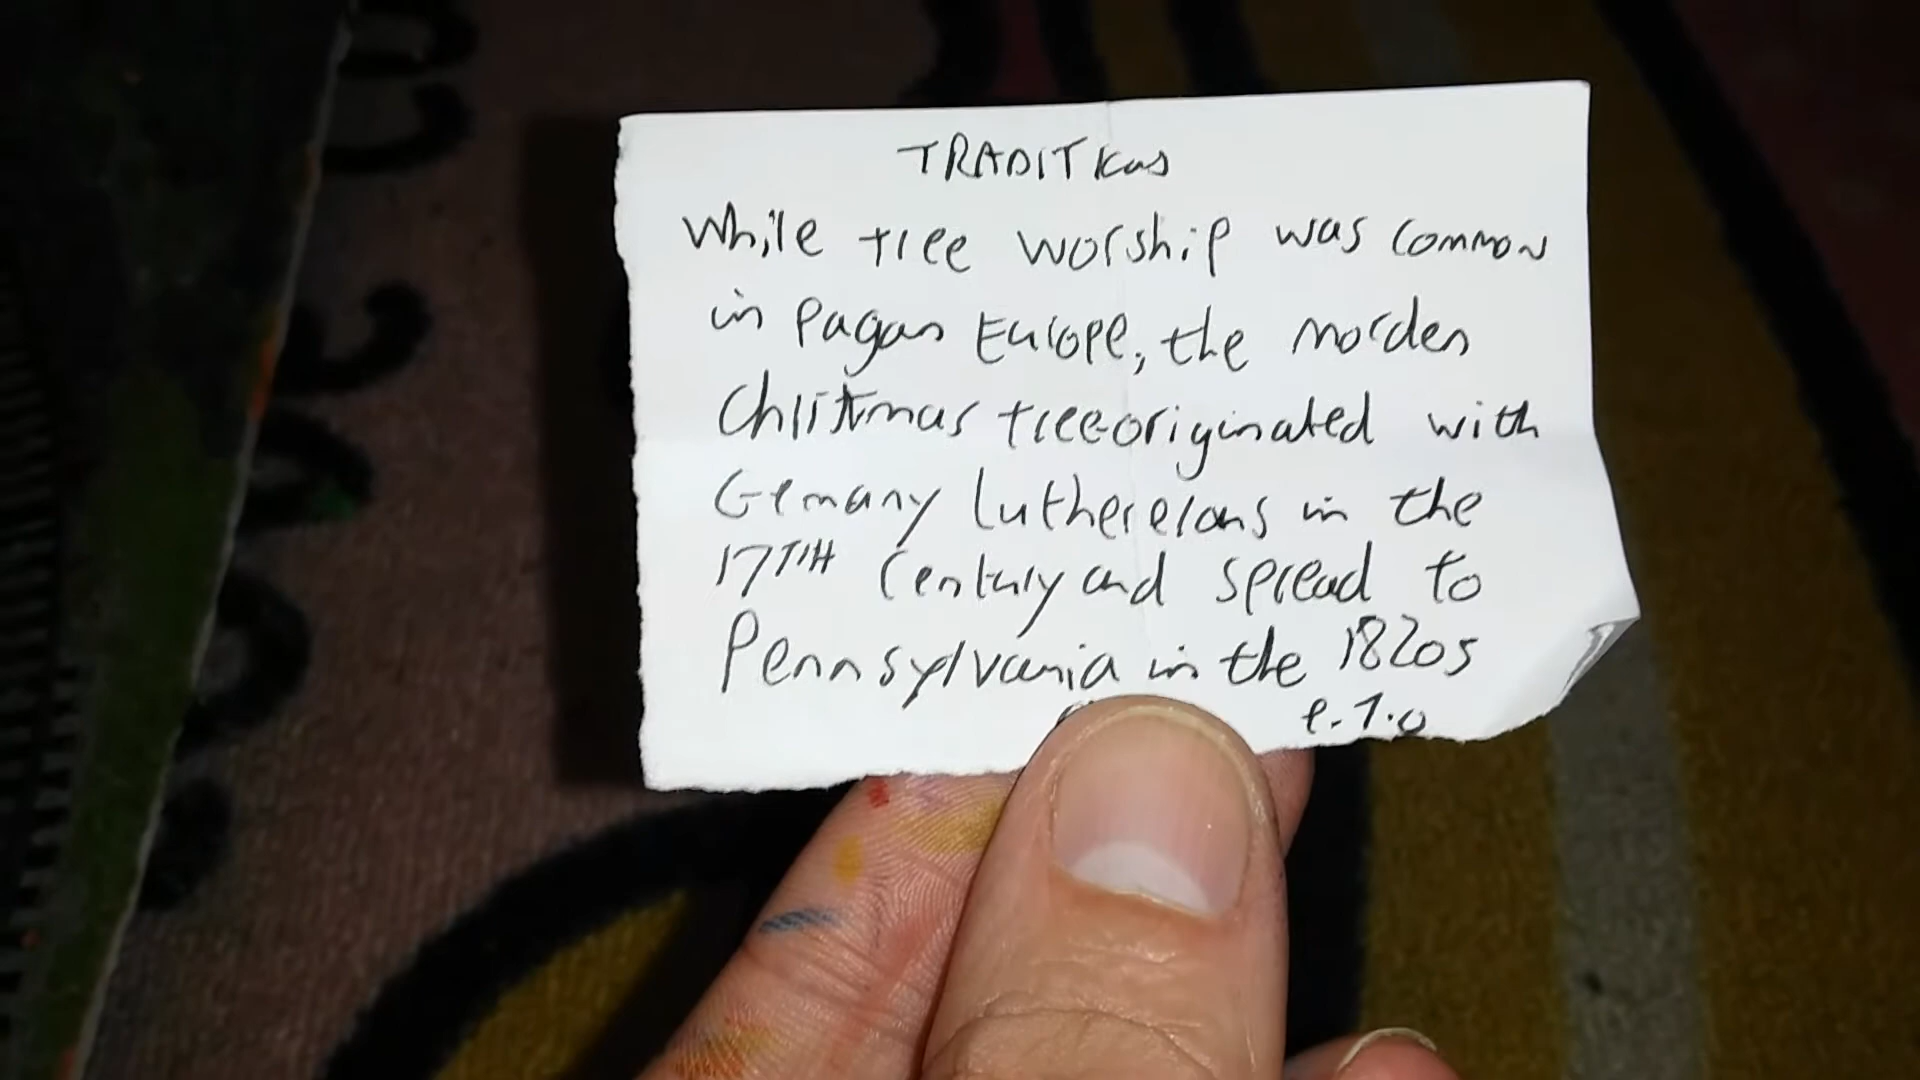 TRADITIONS
While tree worship was common
in Pagan Europe, the morden
Christmas tree originated with
Gemany Lutherelans in the
17TH Century and spread to
Pennsylvania in the 1820s
P.T.O